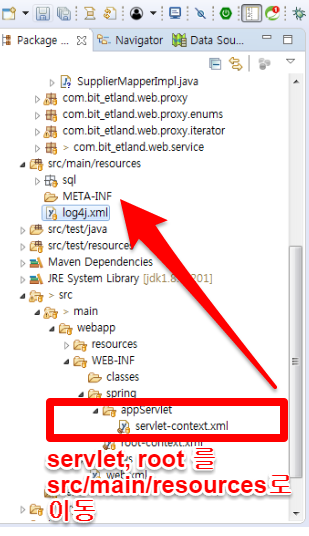 Package ...
Navigator
Data Sou...
SupplierMapperImpl.java
com.bit_etland.web.proxy
com.bit_etland.web.proxy.enums
com.bit_etland.web.proxy.iterator
> com.bit_etland.web.service
src/main/resources
sql
META-INF
log4j.xml
src/test/java
src/test/resources
Maven Dependencies
JRE System Library [jdk1.8. 201]
> src
> main
webapp
resources
WEB-INF
classes
spring
appServlet
servlet-context.xml
root-context.xml
servlet, root 를
src/main/resources로
이동
web.xml